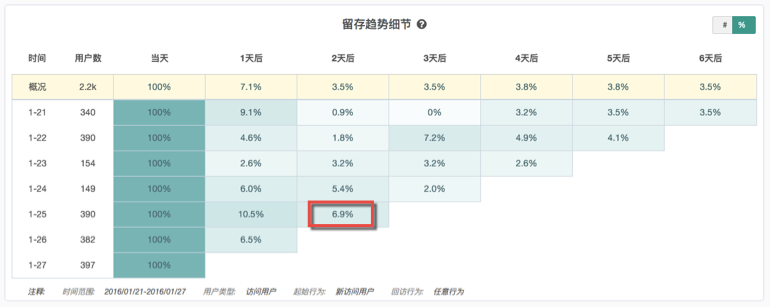 留存趋势细节 ?
# %
时间 用户数 当天 1天后 2天后 3天后 4天后 5天后 6天后
概况 2.2k 100% 7.1% 3.5% 3.5% 3.8% 3.8% 3.5%
1-21 340 100% 9.1% 0.9% 0% 3.2% 3.5% 3.5%
1-22 390 100% 4.6% 1.8% 7.2% 4.9% 4.1%
1-23 154 100% 2.6% 3.2% 3.2% 2.6%
1-24 149 100% 6.0% 5.4% 2.0%
1-25 390 100% 10.5% 6.9%
1-26 382 100% 6.5%
1-27 397 100%
注释: 时间范围: 2016/01/21-2016/01/27 用户类型: 访问用户 起始行为: 新访问用户 回访行为: 任意行为